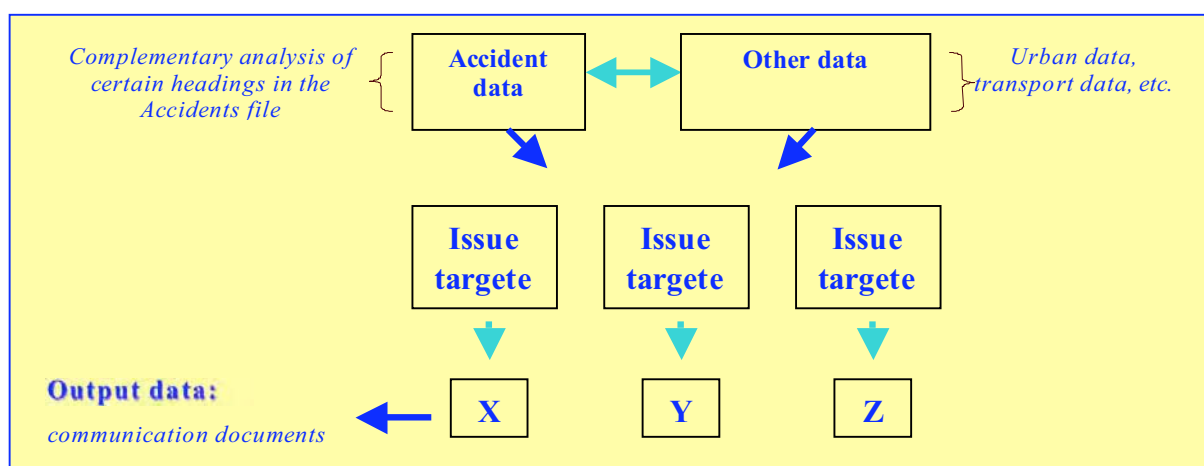 Complementary analysis of
certain headings in the
Accidents file
Accident
data
Other data
Urban data,
transport data, etc.
Issue
targete
Issue
targete
Issue
targete
X
Y
Z
Output data:
communication documents